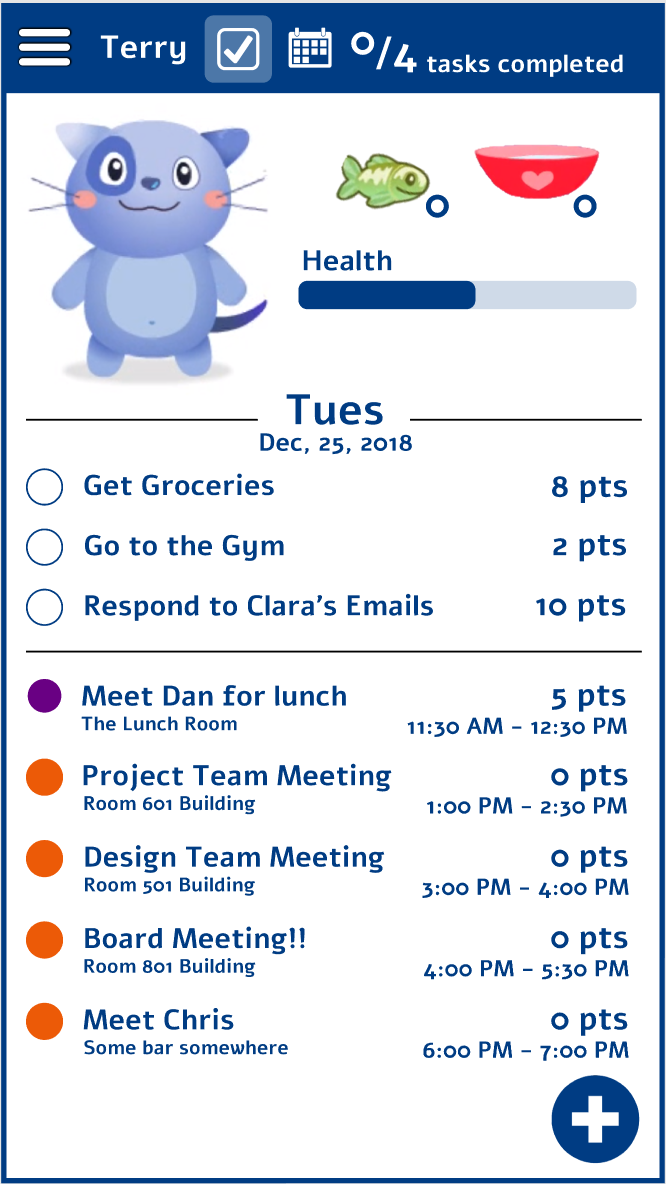 Terry 0/4 tasks completed
0 0
Health
Tues
Dec, 25, 2018
Get Groceries 8 pts
Go to the Gym 2 pts
Respond to Clara's Emails 10 pts
Meet Dan for lunch 5 pts
The Lunch Room 11:30 AM - 12:30 PM
Project Team Meeting 0 pts
Room 601 Building 1:00 PM - 2:30 PM
Design Team Meeting 0 pts
Room 501 Building 3:00 PM - 4:00 PM
Board Meeting!! 0 pts
Room 801 Building 4:00 PM - 5:30 PM
Meet Chris 0 pts
Some bar somewhere 6:00 PM - 7:00 PM